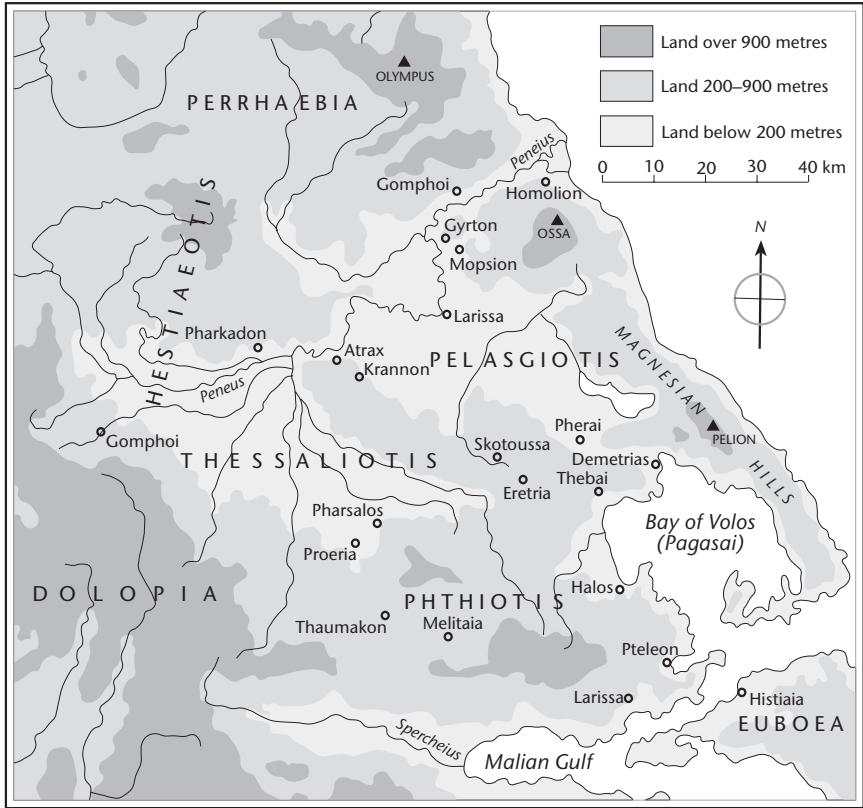 Land over 900 metres
OLYMPUS
PERRHAEBIA
Land 200–900 metres
Land below 200 metres
Peneius
0 10 20 30 40 km
Gomphoi
Homolion
HESTIAEOTIS
Gyrton
OSSA
Mopsion
N
Larissa
Pharkadon
Atrax
PELASGIOTIS
MAGNESIAN
HILLS
Krannon
Peneus
Gomphoi
Pherai
PELION
Skotoussa
THESSALIOTIS
Demetrias
Eretria
Thebai
Pharsalos
Bay of Volos
(Pagasai)
Proeria
DOLOPIA
Halos
PHTHIOTIS
Thaumakon
Melitaia
Pteleon
Larissa
Histiaia
EUBOEA
Spercheius
Malian Gulf